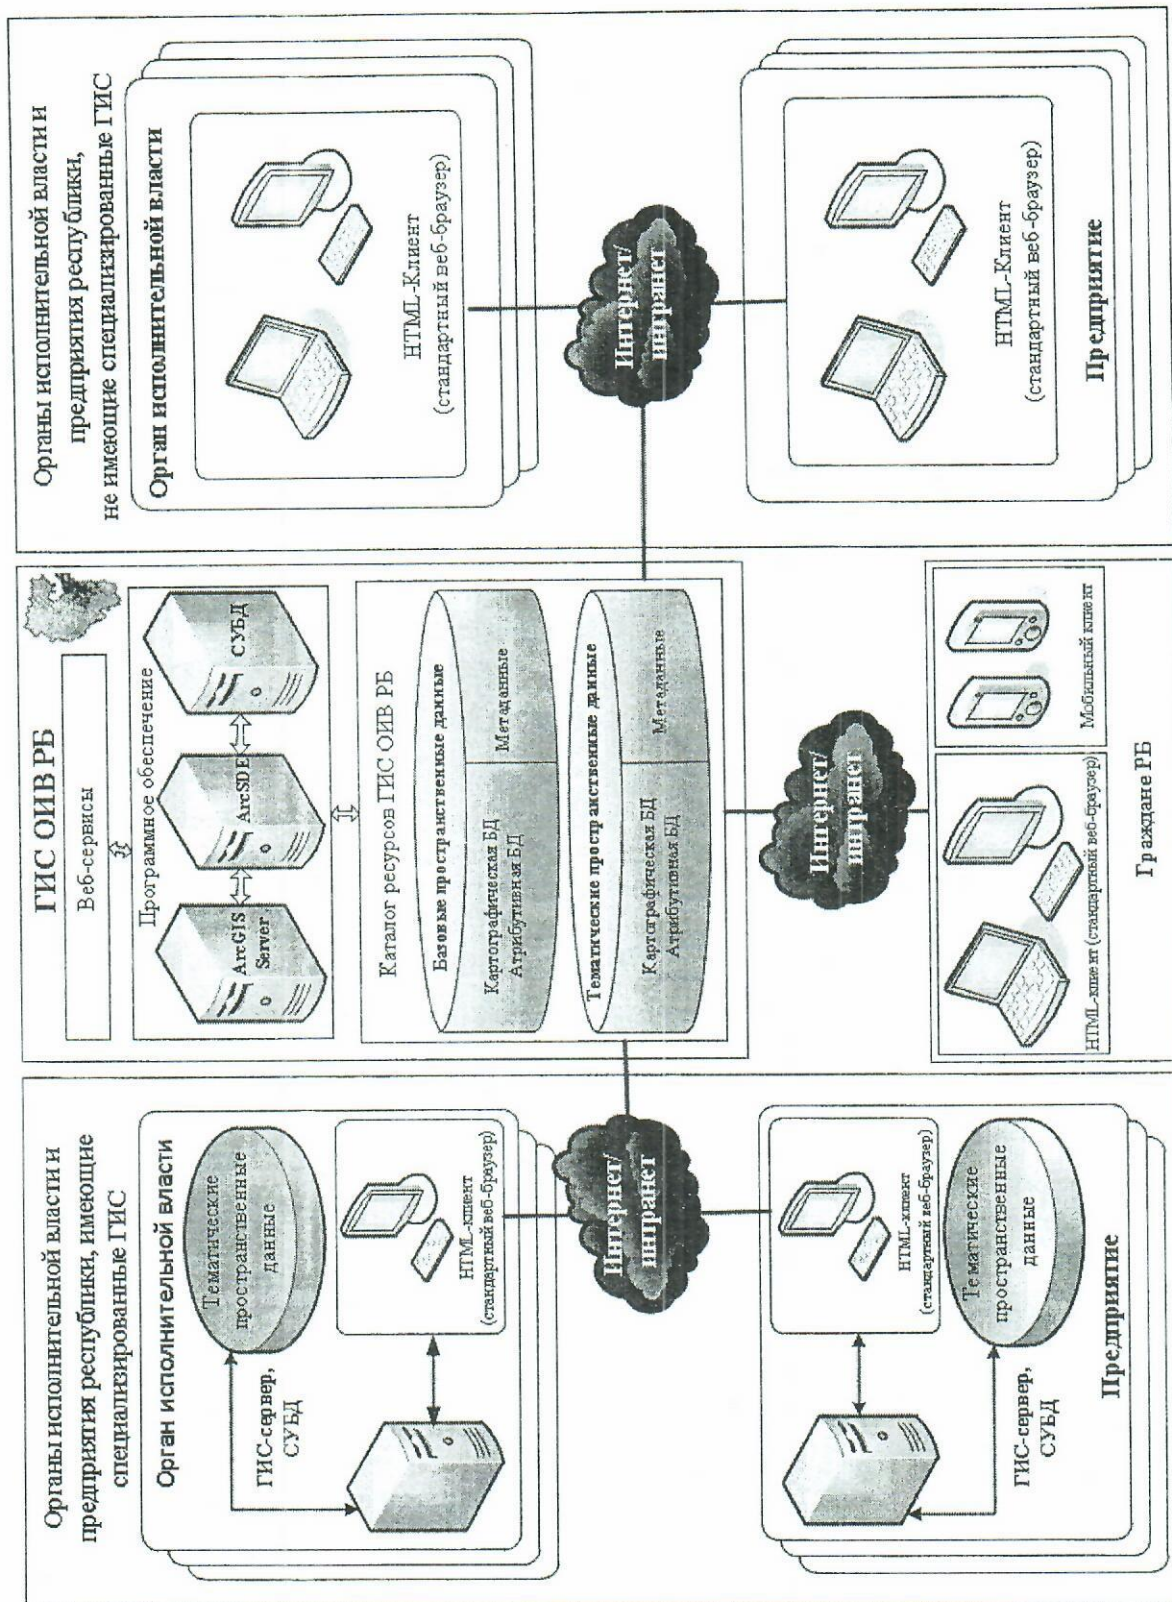 Органы исполнительной власти и
предприятия республики, имеющие
специализированные ГИС
Орган исполнительной власти
Тематические
пространственные
данные
ГИС-сервер,
СУБД
HTML-клиент
(стандартный веб-браузер)
Интернет/
интранет
HTML-клиент
(стандартный веб-браузер)
Тематические
пространственные
данные
ГИС-сервер,
СУБД
Предприятие
ГИС ОИВ РБ
Веб-сервисы
Программное обеспечение
ArcGIS
Server
ArcSDE
СУБД
Каталог ресурсов ГИС ОИВ РБ
Базовые пространственные данные
Картографическая БД
Атрибутивная БД
Метаданные
Тематические пространственные данные
Картографическая БД
Атрибутивная БД
Метаданные
Интернет/
интранет
HTML-клиент (стандартный веб-браузер)
Мобильный клиент
Граждане РБ
Органы исполнительной власти и
предприятия республики,
не имеющие специализированные ГИС
Орган исполнительной власти
HTML-Клиент
(стандартный веб-браузер)
Интернет/
интранет
HTML-Клиент
(стандартный веб-браузер)
Предприятие